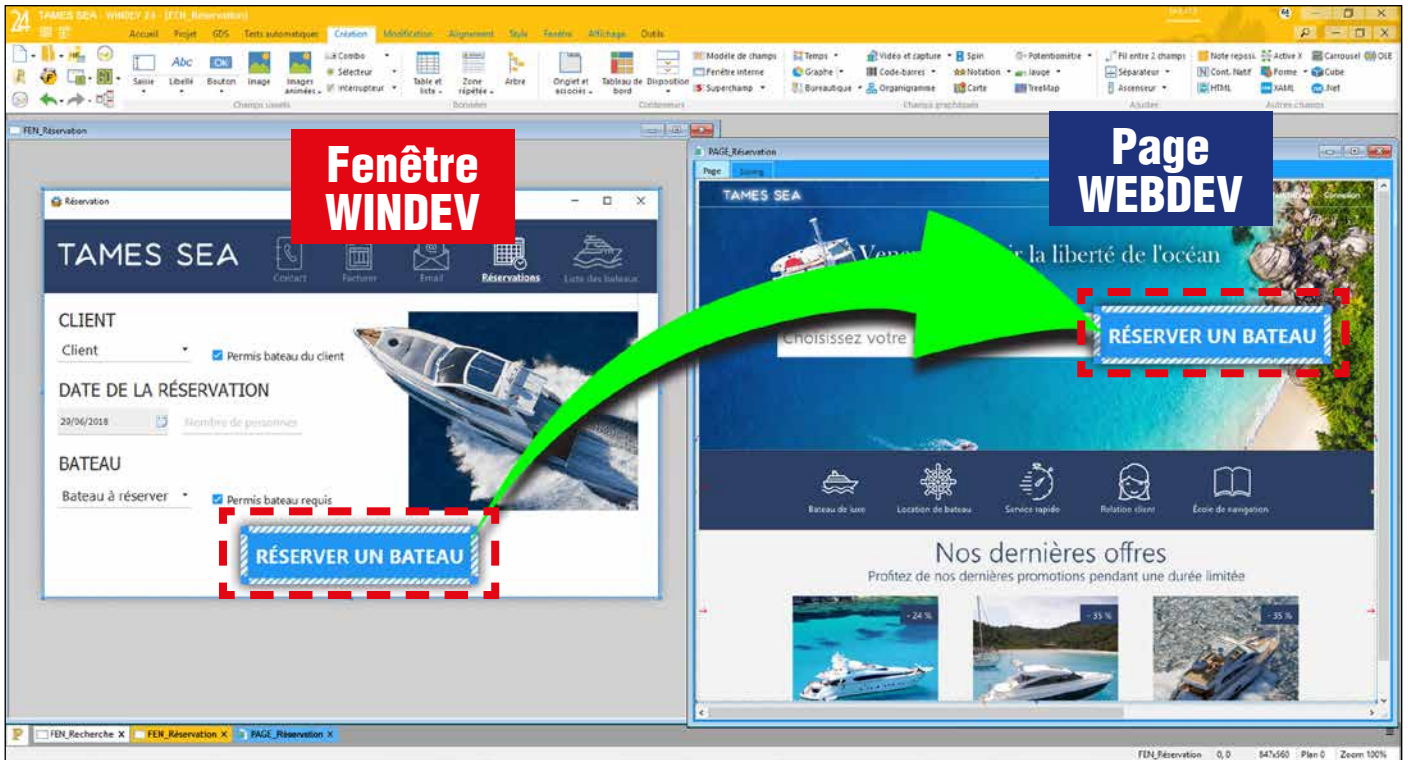 24 TAMES SEA - WINDEV 24 - [FEN_Réservation]
64
Accueil Projet GDS Tests automatiques Création Modification Alignement Style Fenêtre Affichage Outils
Saisie
Abc Libellé
OK Bouton
Image
Images animées
Combo
Sélecteur
Interrupteur
Table et liste
Zone répétée
Arbre
Onglet et associés
Tableau de bord
Disposition
Modèle de champs
Fenêtre interne
Superchamp
Temps
Graphe
Bureautique
Vidéo et capture
Code-barres
Organigramme
Spin
Notation
Carte
Potentiomètre
Jauge
TreeMap
Fil entre 2 champs
Séparateur
Ascenseur
Note repos.
Cont. Natif
HTML
Active X
Forme
XAML
Carrousel
Cube
.Net
OLE
Champs usuels
Données
Conteneurs
Champs graphiques
Ajouter
Autres champs
FEN_Réservation
Fenêtre
WINDEV
Réservation
TAMES SEA
Contact
Facturer
Email
Réservations
Liste des bateaux
CLIENT
Client
Permis bateau du client
DATE DE LA RÉSERVATION
29/06/2018
Nombre de personnes
BATEAU
Bateau à réserver
Permis bateau requis
RÉSERVER UN BATEAU
PAGE_Réservation
Page
WEBDEV
Page
TAMES SEA
Connexion
la liberté de l'océan
Choisissez votre
RÉSERVER UN BATEAU
Bateau de luxe
Location de bateau
Service rapide
Relation client
École de navigation
Nos dernières offres
Profitez de nos dernières promotions pendant une durée limitée
- 24 %
- 35 %
- 35 %
FEN_Recherche X
FEN_Réservation X
PAGE_Réservation X
FEN_Réservation 0, 0 847x560 Plan 0 Zoom 100%